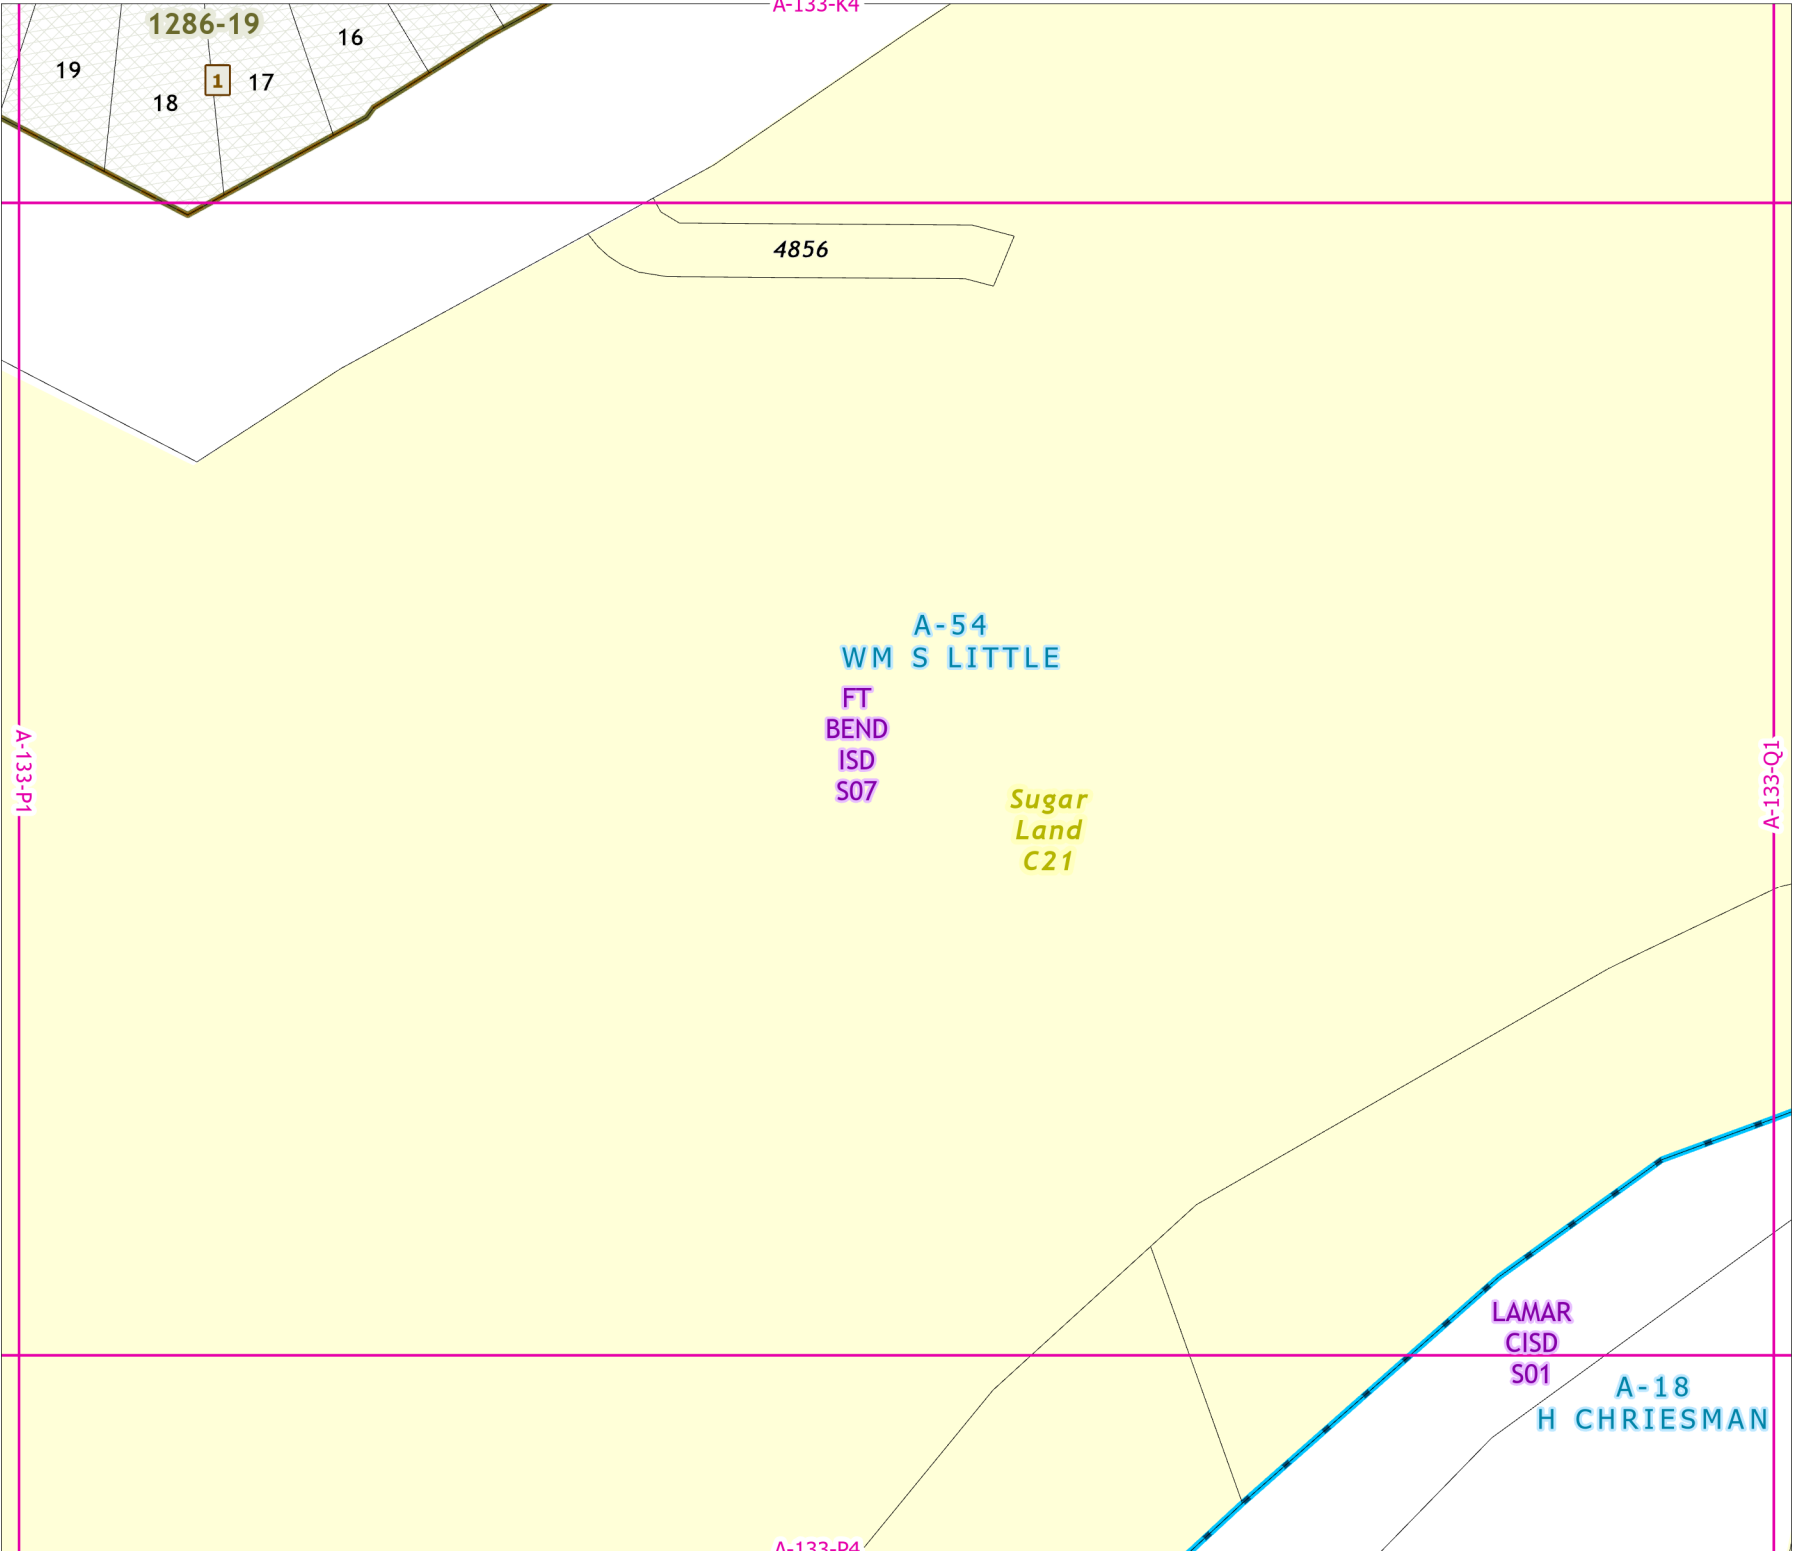 A-133-K4
1286-19
16
19
1
17
18
4856
A-54
WM S LITTLE
FT
BEND
ISD
S07
A-133-P1
A-133-Q1
Sugar
Land
C21
LAMAR
CISD
S01
A-18
H CHRIESMAN
A-133-P4